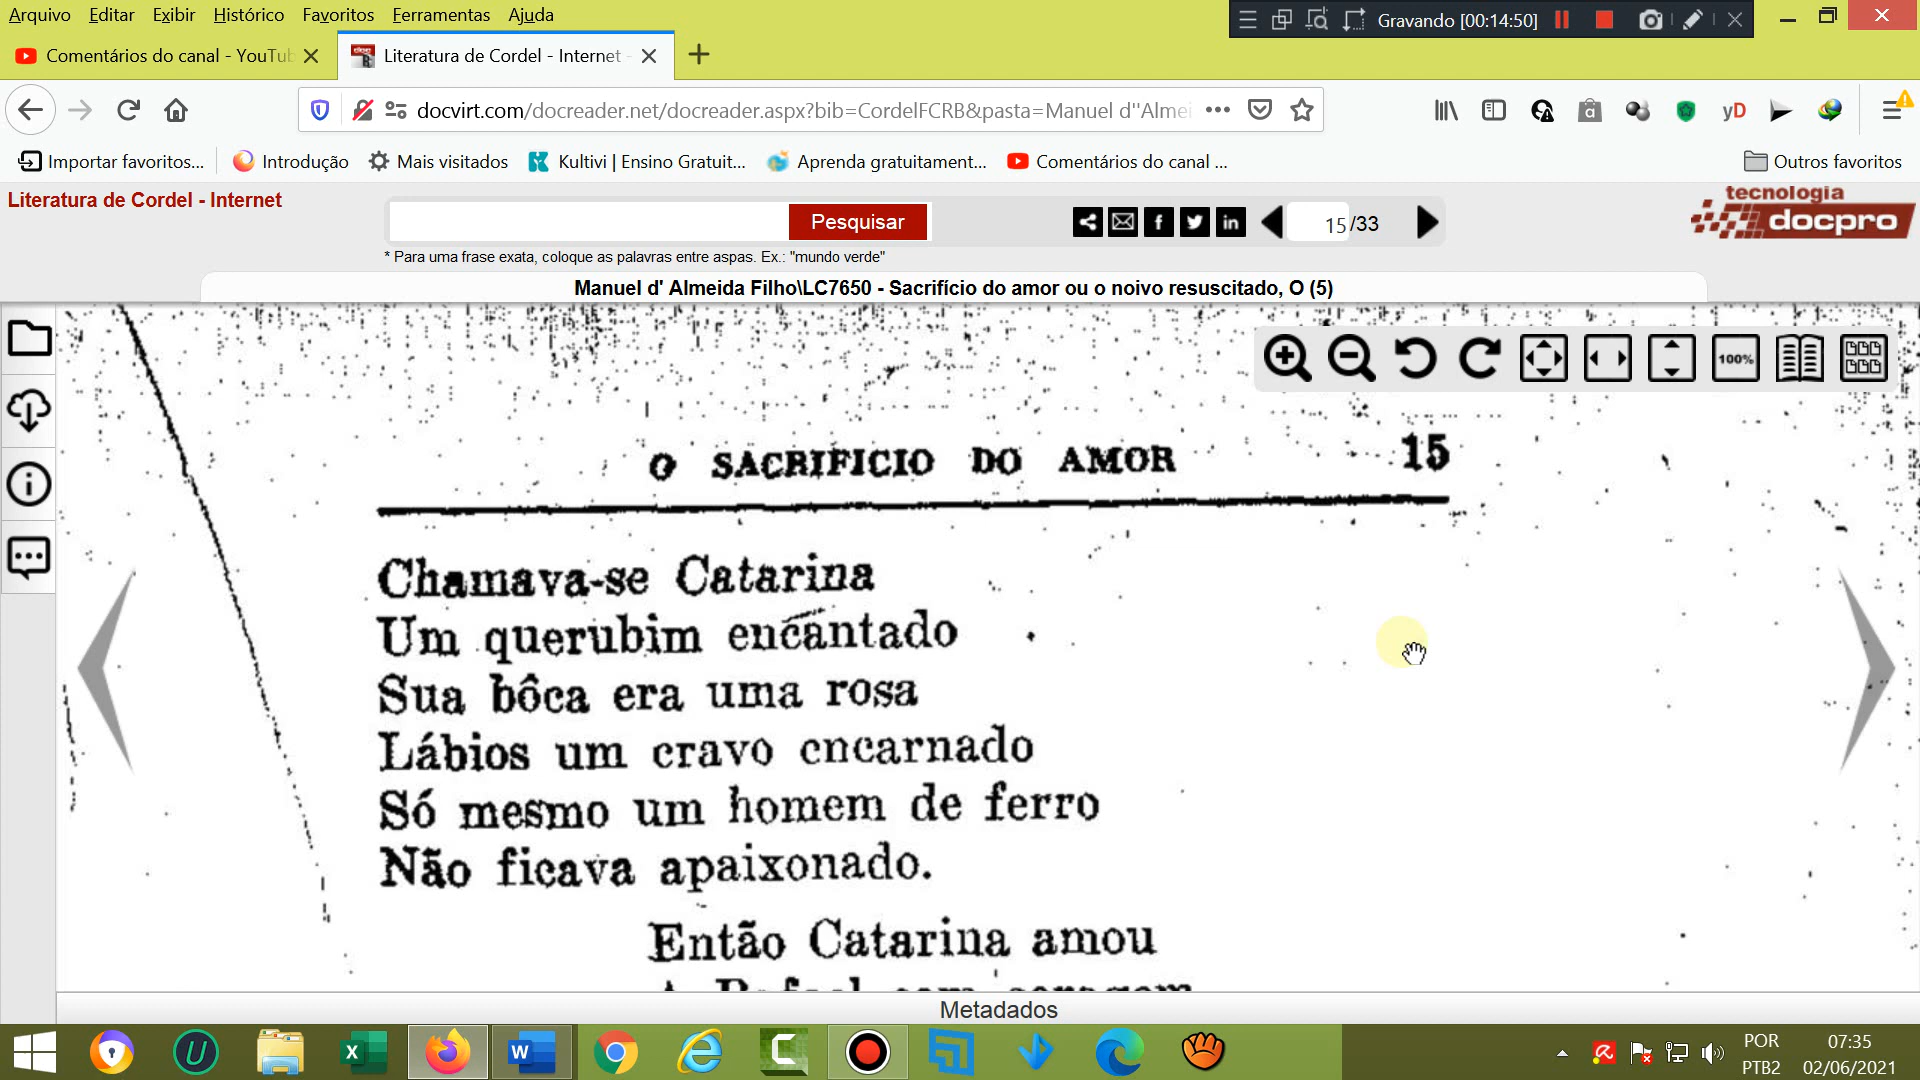 Arquivo Editar Exibir Histórico Favoritos Ferramentas Ajuda
Gravando [00:14:50]
Comentários do canal - YouTub
Literatura de Cordel - Internet -
docvirt.com/docreader.net/docreader.aspx?bib=CordelFCRB&pasta=Manuel d''Almei
yD
Importar favoritos... Introdução Mais visitados Kultivi | Ensino Gratuit... Aprenda gratuitament... Comentários do canal ... Outros favoritos
Literatura de Cordel - Internet
Pesquisar
15 /33
tecnologia
docpro
* Para uma frase exata, coloque as palavras entre aspas. Ex.: "mundo verde"
Manuel d' Almeida Filho\LC7650 - Sacrifício do amor ou o noivo resuscitado, O (5)
100%
O SACRIFICIO DO AMOR 15
Chamava-se Catarina
Um querubim encantado
Sua bôca era uma rosa
Lábios um cravo encarnado
Só mesmo um homem de ferro
Não ficava apaixonado.
Então Catarina amou
A Rafael com coragem
Metadados
POR
PTB2
07:35
02/06/2021